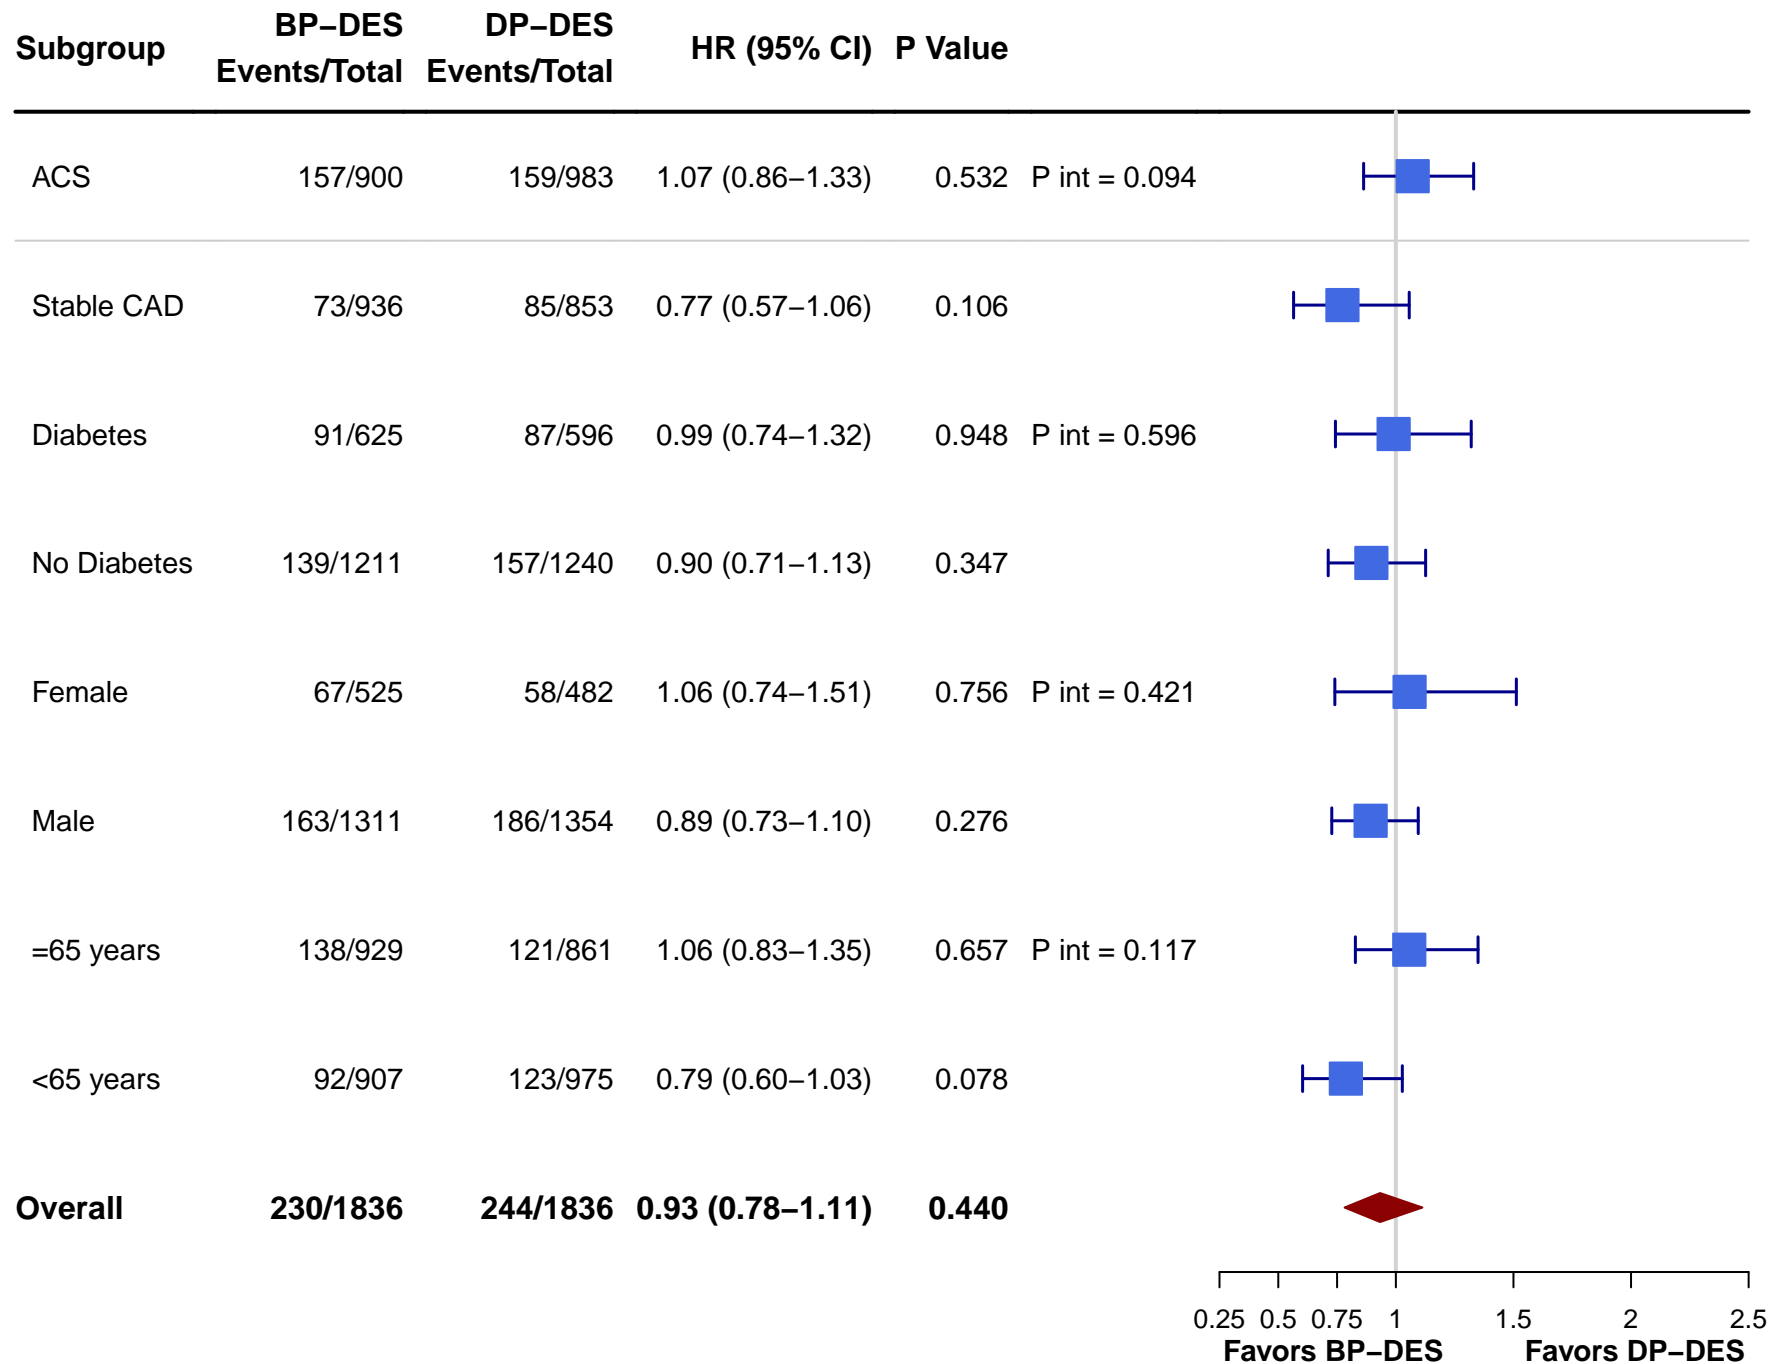 Subgroup BP−DES Events/Total DP−DES Events/Total HR (95% CI) P Value
ACS 157/900 159/983 1.07 (0.86−1.33) 0.532 P int = 0.094
Stable CAD 73/936 85/853 0.77 (0.57−1.06) 0.106
Diabetes 91/625 87/596 0.99 (0.74−1.32) 0.948 P int = 0.596
No Diabetes 139/1211 157/1240 0.90 (0.71−1.13) 0.347
Female 67/525 58/482 1.06 (0.74−1.51) 0.756 P int = 0.421
Male 163/1311 186/1354 0.89 (0.73−1.10) 0.276
=65 years 138/929 121/861 1.06 (0.83−1.35) 0.657 P int = 0.117
<65 years 92/907 123/975 0.79 (0.60−1.03) 0.078
Overall 230/1836 244/1836 0.93 (0.78−1.11) 0.440
0.25 0.5 0.75 1 1.5 2 2.5
Favors BP−DES Favors DP−DES